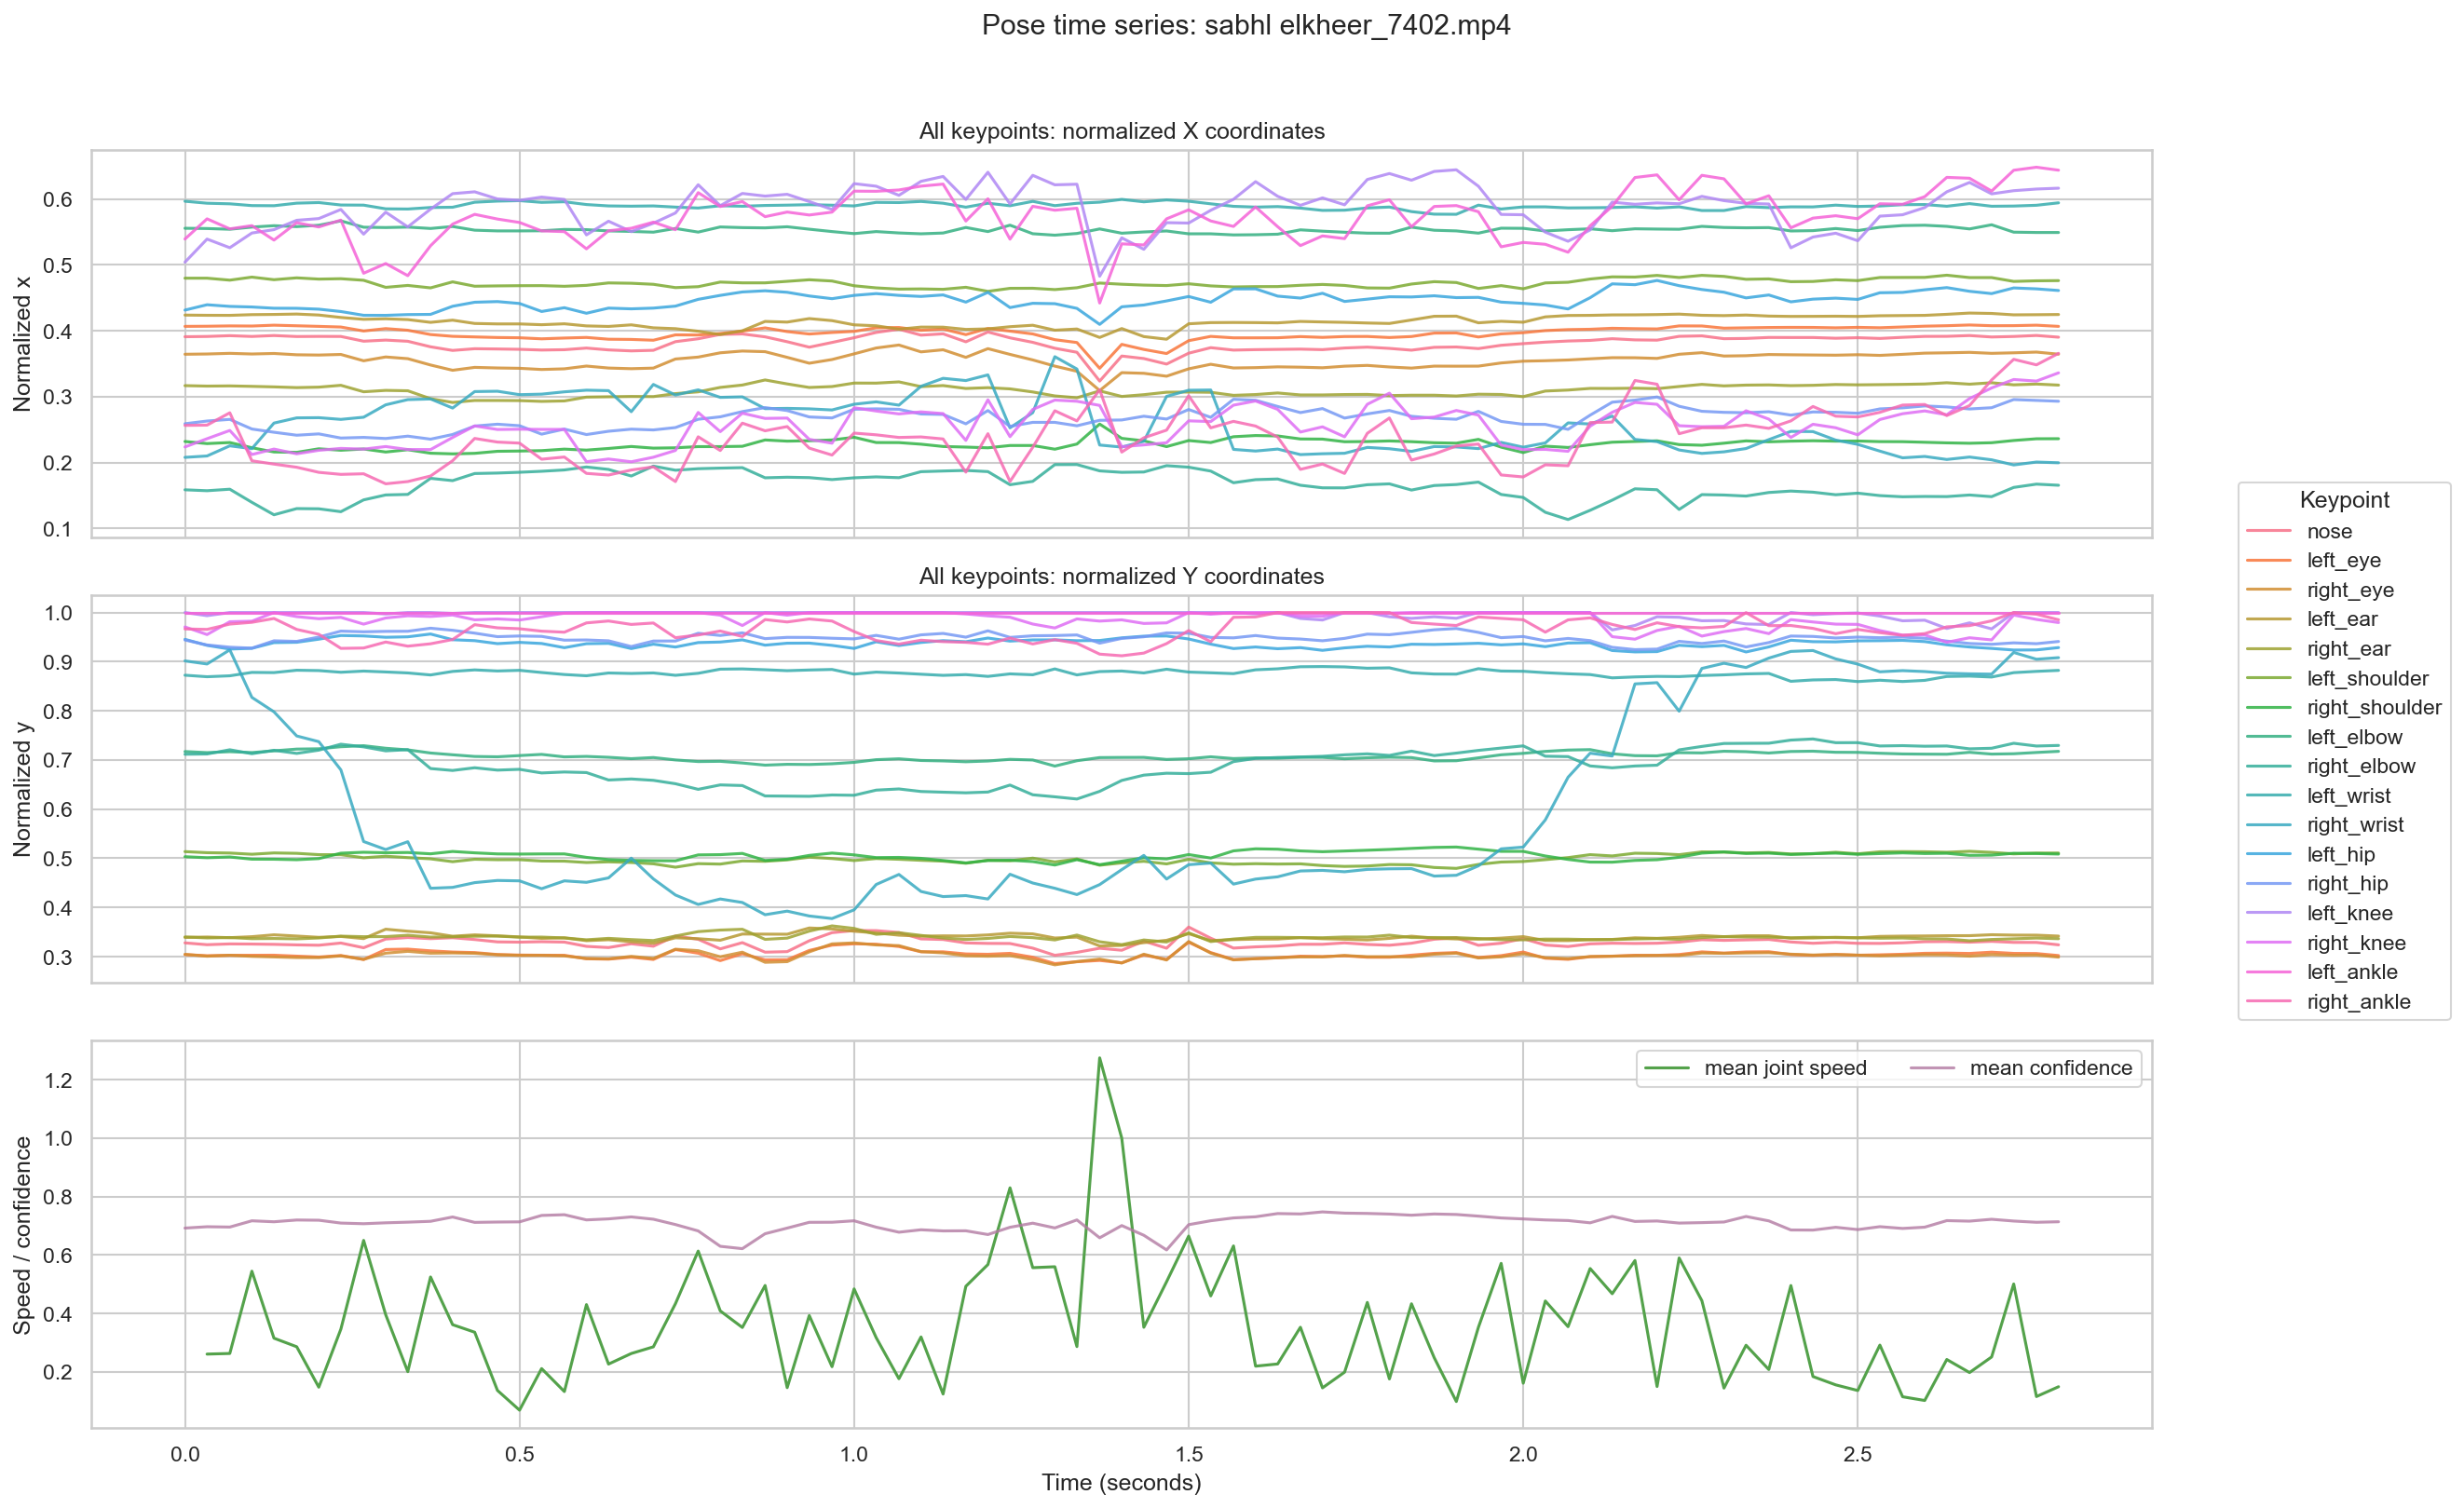 Pose time series: sabhl elkheer_7402.mp4
All keypoints: normalized X coordinates
Normalized x
0.6
0.5
0.4
0.3
0.2
0.1
All keypoints: normalized Y coordinates
Normalized y
1.0
0.9
0.8
0.7
0.6
0.5
0.4
0.3
Keypoint
nose
left_eye
right_eye
left_ear
right_ear
left_shoulder
right_shoulder
left_elbow
right_elbow
left_wrist
right_wrist
left_hip
right_hip
left_knee
right_knee
left_ankle
right_ankle
mean joint speed mean confidence
Speed / confidence
1.2
1.0
0.8
0.6
0.4
0.2
0.0 0.5 1.0 1.5 2.0 2.5
Time (seconds)